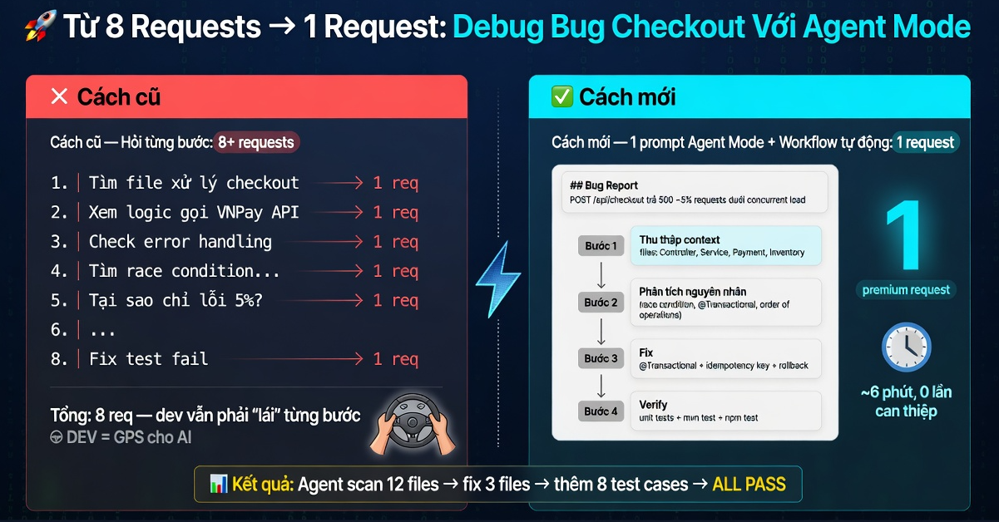 Từ 8 Requests → 1 Request: Debug Bug Checkout Với Agent Mode
Cách cũ
Cách cũ — Hỏi từng bước: 8+ requests
1. | Tìm file xử lý checkout → 1 req
2. | Xem logic gọi VNPay API → 1 req
3. | Check error handling → 1 req
4. | Tìm race condition... → 1 req
5. | Tại sao chỉ lỗi 5%? → 1 req
6. | ...
8. | Fix test fail → 1 req
Tổng: 8 req — dev vẫn phải “lái” từng bước
DEV = GPS cho AI
Cách mới
Cách mới — 1 prompt Agent Mode + Workflow tự động: 1 request
## Bug Report
POST /api/checkout trả 500 ~5% requests dưới concurrent load
Bước 1
Thu thập context
files: Controller, Service, Payment, Inventory
Bước 2
Phân tích nguyên nhân
(race condition, @Transactional, order of
operations)
Bước 3
Fix
@Transactional + idempotency key + rollback
Bước 4
Verify
unit tests + mvn test + npm test
1
premium request
~6 phút, 0 lần
can thiệp
Kết quả: Agent scan 12 files → fix 3 files → thêm 8 test cases → ALL PASS